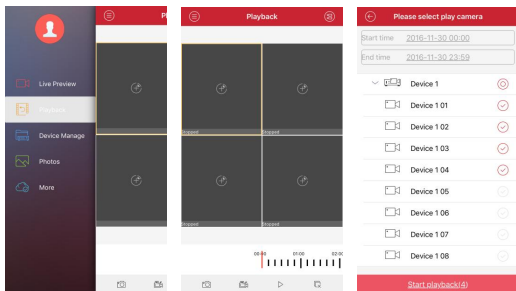 Live Preview
Playback
Device Manage
Photos
More
Pl
Playback
Stopped
Stopped
Stopped
Stopped
00:00 01:00 02:00
Please select play camera
Start time 2016-11-30 00:00
End time 2016-11-30 23:59
Device 1
Device 1 01
Device 1 02
Device 1 03
Device 1 04
Device 1 05
Device 1 06
Device 1 07
Device 1 08
Start playback(4)